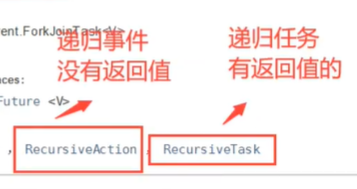 ent.ForkJoinTask<V>
递归事件
没有返回值
递归任务
有返回值的
nces:
Future <V>
, RecursiveAction , RecursiveTask